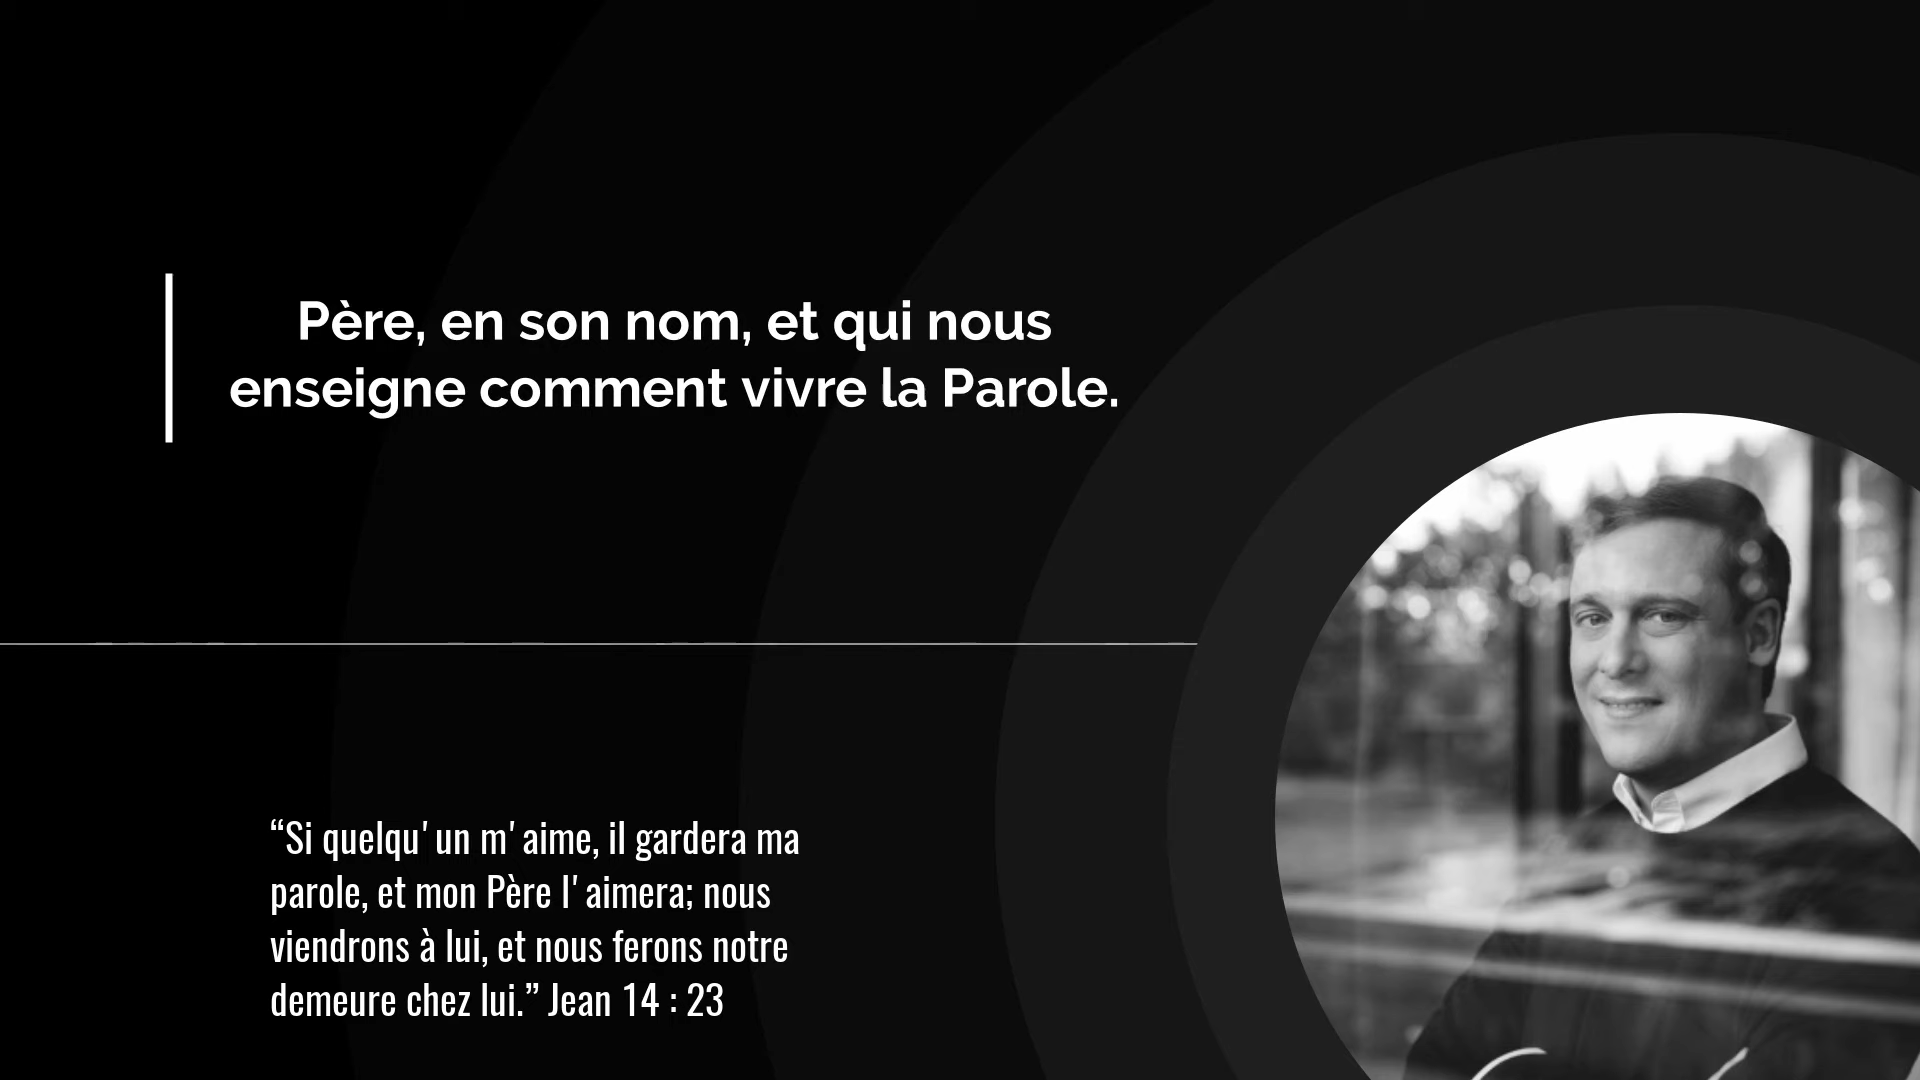 Père, en son nom, et qui nous
enseigne comment vivre la Parole.
“Si quelqu'un m'aime, il gardera ma
parole, et mon Père l'aimera; nous
viendrons à lui, et nous ferons notre
demeure chez lui.” Jean 14 : 23